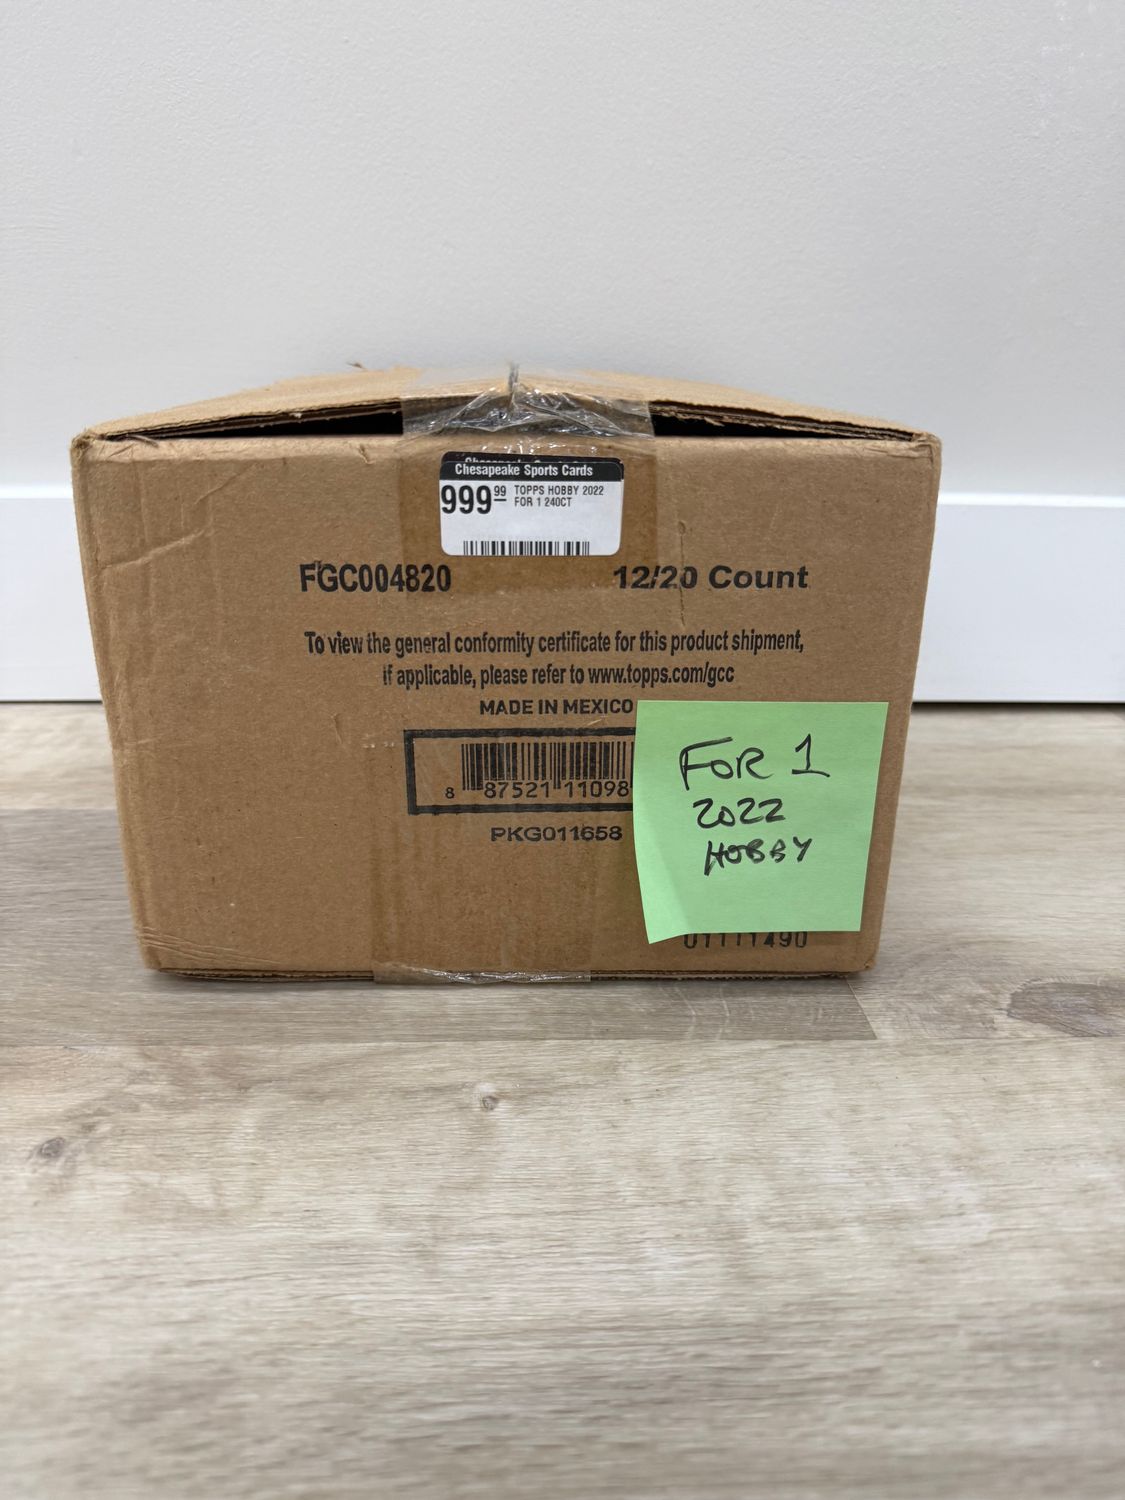 Chesapeake Sports Cards
999.99 TOPPS HOBBY 2022
FOR 1 240CT
FGC004820 12/20 Count
To view the general conformity certificate for this product shipment,
if applicable, please refer to www.topps.com/gcc
MADE IN MEXICO
8 87521 11098
PKG011658
FOR 1
2022
HOBBY
01111490